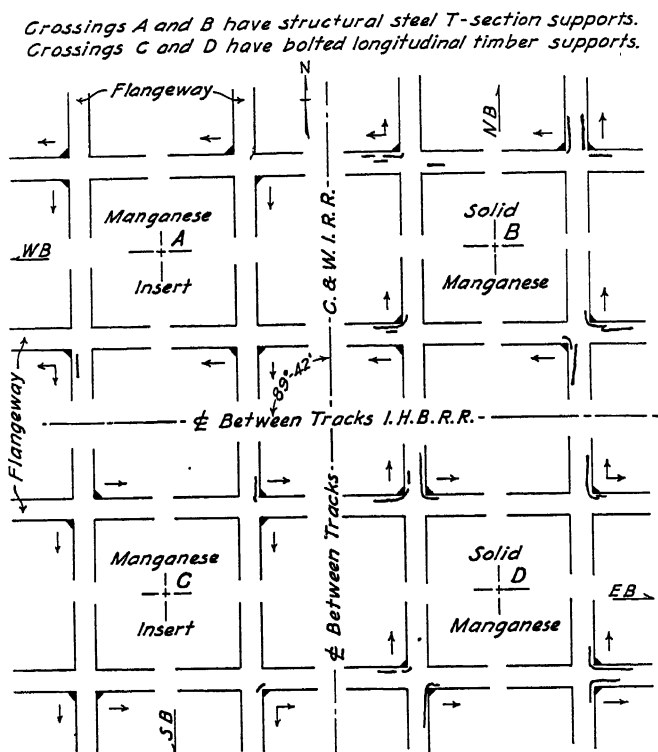 Crossings A and B have structural steel T-section supports.
Crossings C and D have bolted longitudinal timber supports.
Flangeway
N
NB
Manganese
A
Insert
WB
C. & W. I. R. R.
Solid
B
Manganese
Flangeway
89°-42'
℄ Between Tracks I.H.B.R.R.
℄ Between Tracks
Manganese
C
Insert
Solid
D
Manganese
EB
SB